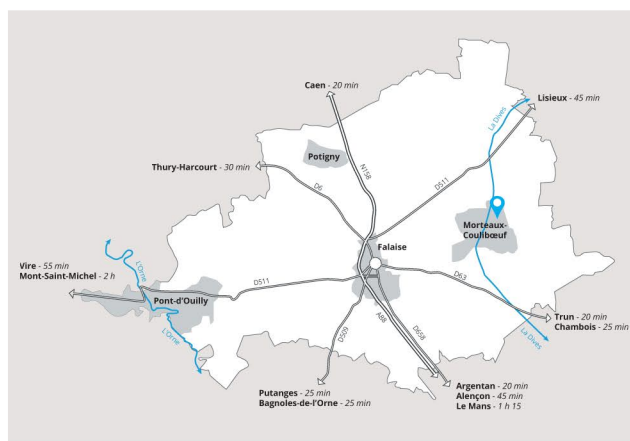 Caen - 20 min
Lisieux - 45 min
La Dives
Potigny
N158
Thury-Harcourt - 30 min
D6
D511
Morteaux-
Coulibœuf
Falaise
L'Orne
Vire - 55 min
Mont-Saint-Michel - 2 h
D511
D63
Pont-d'Ouilly
Trun - 20 min
Chambois - 25 min
La Dives
L'Orne
D509
A88
D658
Putanges - 25 min
Bagnoles-de-l'Orne - 25 min
Argentan - 20 min
Alençon - 45 min
Le Mans - 1 h 15